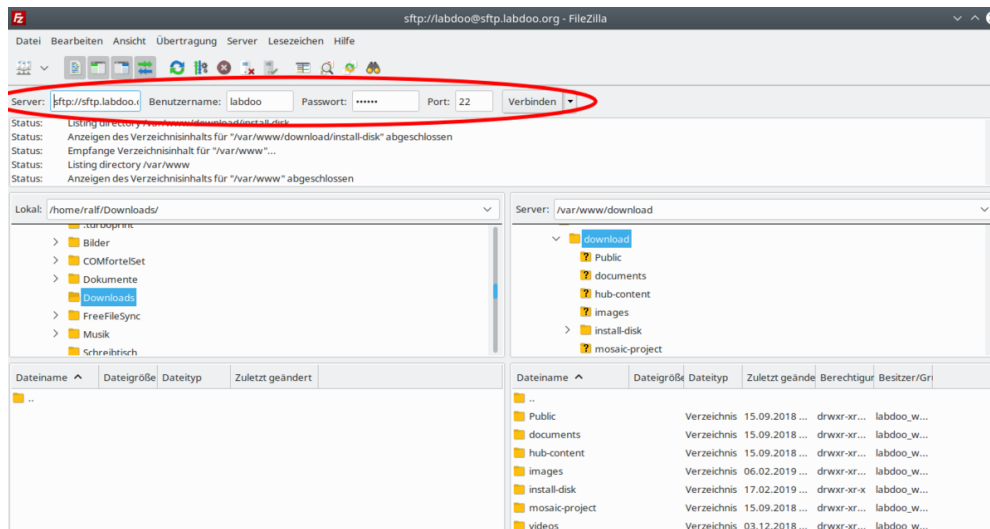 sftp://labdoo@sftp.labdoo.org - FileZilla
Datei Bearbeiten Ansicht Übertragung Server Lesezeichen Hilfe
Server: sftp://sftp.labdoo.o Benutzername: labdoo Passwort: •••••• Port: 22 Verbinden
Status: Listing directory /var/www/download/install-disk
Status: Anzeigen des Verzeichnisinhalts für "/var/www/download/install-disk" abgeschlossen
Status: Empfange Verzeichnisinhalt für "/var/www"...
Status: Listing directory /var/www
Status: Anzeigen des Verzeichnisinhalts für "/var/www" abgeschlossen
Lokal: /home/ralf/Downloads/
.turboprint
Bilder
COMfortelSet
Dokumente
Downloads
FreeFileSync
Musik
Schreibtisch
Server: /var/www/download
download
Public
documents
hub-content
images
install-disk
mosaic-project
Dateiname Dateigröße Dateityp Zuletzt geändert
..
Dateiname Dateigröße Dateityp Zuletzt geände Berechtigur Besitzer/Gru
..
Public Verzeichnis 15.09.2018 ... drwxr-xr... labdoo_w...
documents Verzeichnis 15.09.2018 ... drwxr-xr... labdoo_w...
hub-content Verzeichnis 15.09.2018 ... drwxr-xr... labdoo_w...
images Verzeichnis 06.02.2019 ... drwxr-xr... labdoo_w...
install-disk Verzeichnis 17.02.2019 ... drwxr-xr-x labdoo_w...
mosaic-project Verzeichnis 15.09.2018 ... drwxr-xr... labdoo_w...
videos Verzeichnis 03.12.2018 ... drwxr-xr... labdoo_w...